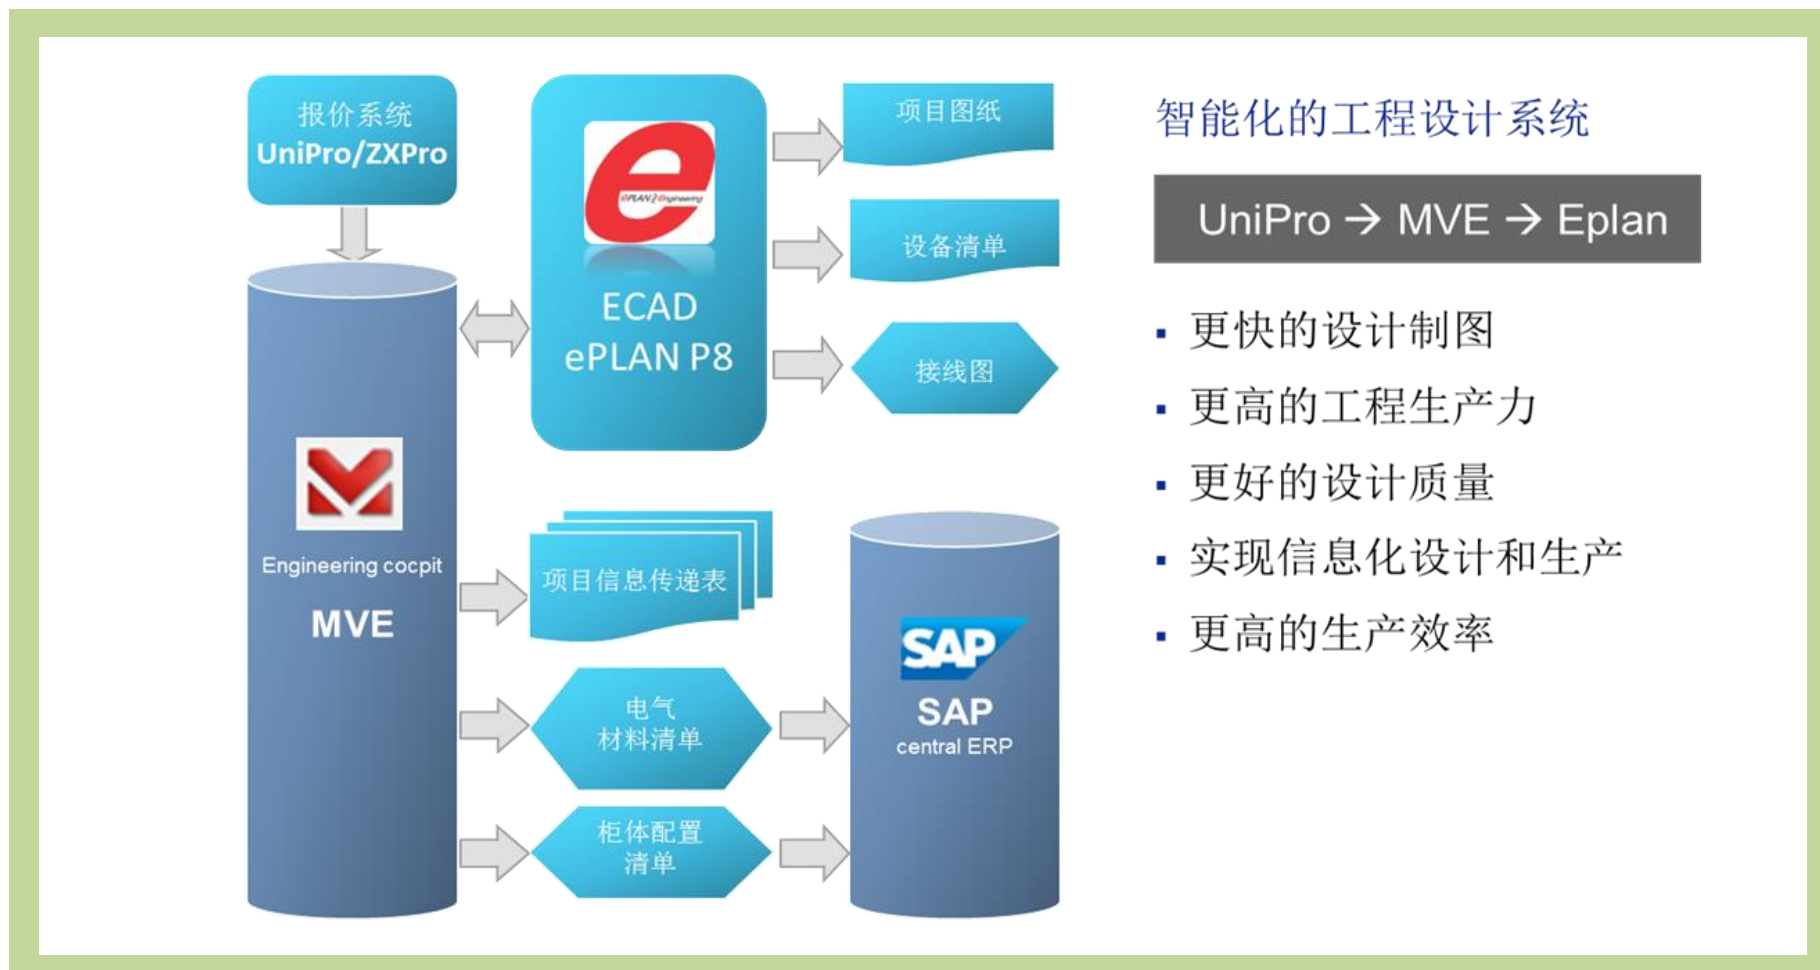 报价系统
UniPro/ZXPro
ePLAN Engineering
ECAD
ePLAN P8
项目图纸
设备清单
接线图
Engineering cocpit
MVE
项目信息传递表
电气
材料清单
柜体配置
清单
SAP
SAP
central ERP
智能化的工程设计系统
UniPro → MVE → Eplan
▪ 更快的设计制图
▪ 更高的工程生产力
▪ 更好的设计质量
▪ 实现信息化设计和生产
▪ 更高的生产效率